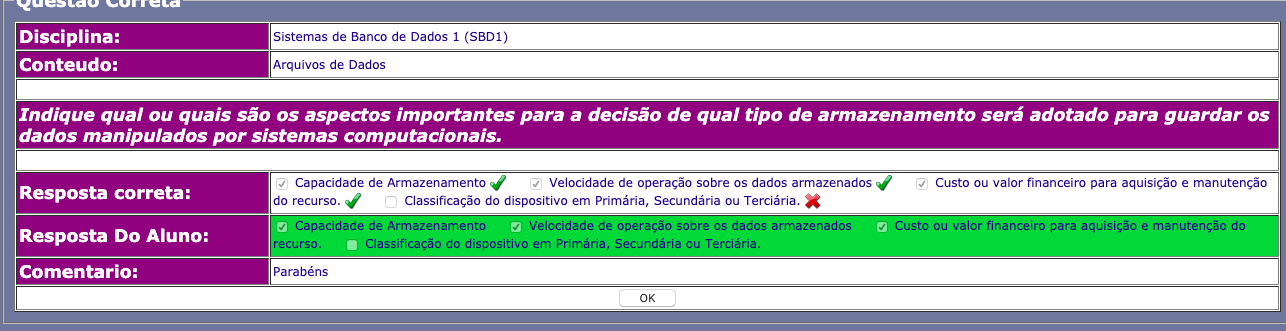 Questão Correta
Disciplina: Sistemas de Banco de Dados 1 (SBD1)
Conteudo: Arquivos de Dados
Indique qual ou quais são os aspectos importantes para a decisão de qual tipo de armazenamento será adotado para guardar os
dados manipulados por sistemas computacionais.
Resposta correta:
Capacidade de Armazenamento Velocidade de operação sobre os dados armazenados Custo ou valor financeiro para aquisição e manutenção
do recurso. Classificação do dispositivo em Primária, Secundária ou Terciária.
Resposta Do Aluno:
Capacidade de Armazenamento Velocidade de operação sobre os dados armazenados Custo ou valor financeiro para aquisição e manutenção do
recurso. Classificação do dispositivo em Primária, Secundária ou Terciária.
Comentario: Parabéns
OK